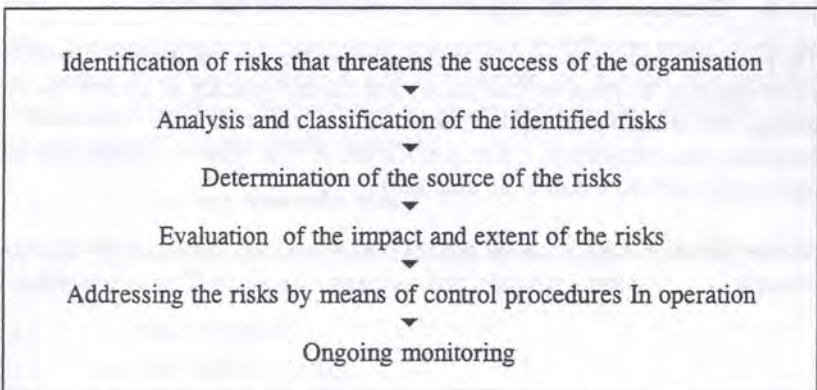 Identification of risks that threatens the success of the organisation
Analysis and classification of the identified risks
Determination of the source of the risks
Evaluation of the impact and extent of the risks
Addressing the risks by means of control procedures In operation
Ongoing monitoring